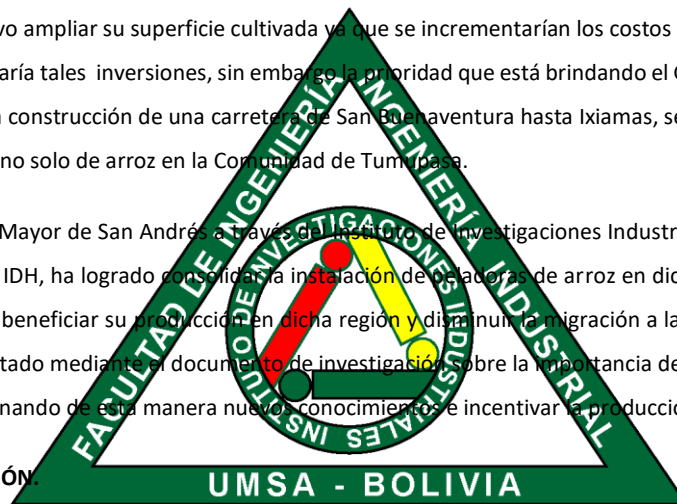 vo ampliar su superficie cultivada ya que se incrementarían los costos
aría tales inversiones, sin embargo la prioridad que está brindando el
construcción de una carretera de San Buenaventura hasta Ixiamas, se
no solo de arroz en la Comunidad de Tumupasa.
Mayor de San Andrés a través del Instituto de Investigaciones Industr
IDH, ha logrado consolidar la instalación de peladoras de arroz en dic
beneficiar su producción en dicha región y disminuir la migración a la
tado mediante el documento de investigación sobre la importancia de
nando de esta manera nuevos conocimientos e incentivar la producci
ÓN.
FACULTAD DE INGENIERÍA
INGENIERÍA INDUSTRIAL
INSTITUTO DE INVESTIGACIONES INDUSTRIALES
UMSA - BOLIVIA